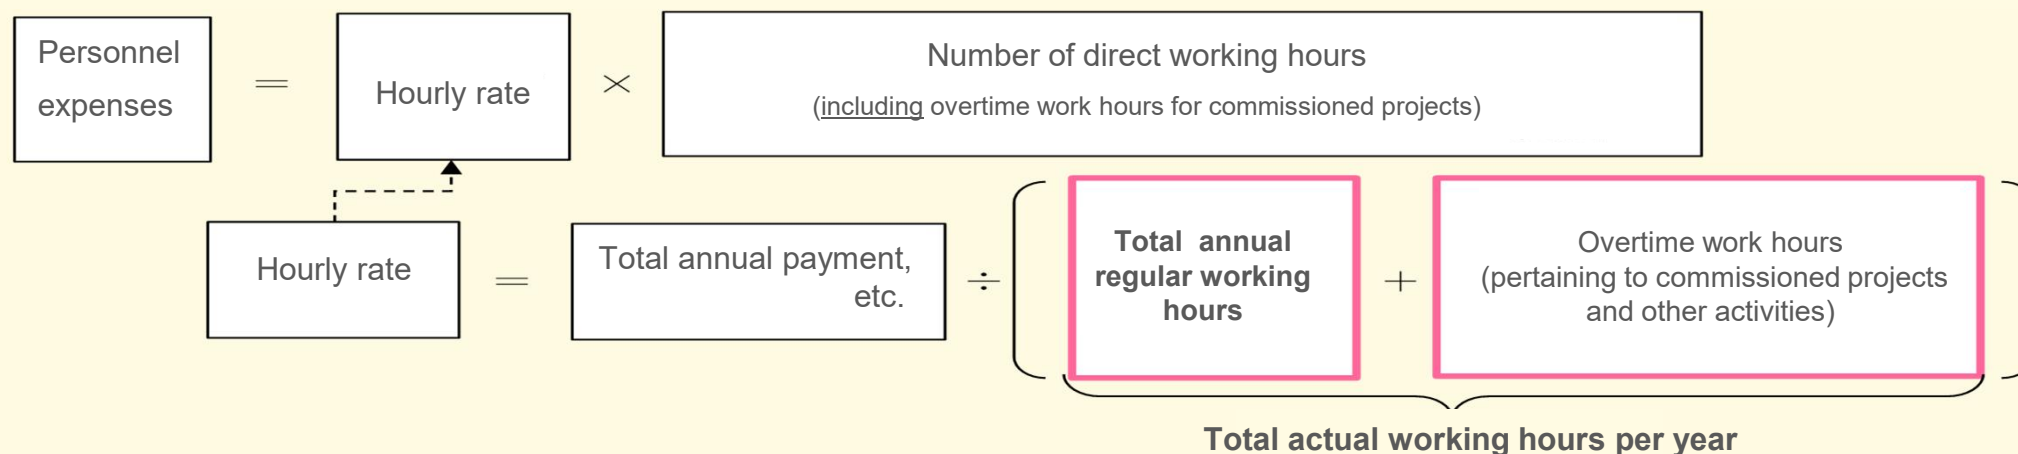 Personnel
expenses
=
Hourly rate
×
Number of direct working hours
(including overtime work hours for commissioned projects)
Hourly rate
=
Total annual payment,
etc.
÷
Total annual
regular working
hours
+
Overtime work hours
(pertaining to commissioned projects
and other activities)
Total actual working hours per year